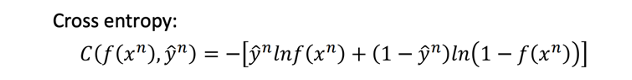 Cross entropy:
C(f(xⁿ), ŷⁿ) = −[ŷⁿlnf(xⁿ) + (1 − ŷⁿ)ln(1 − f(xⁿ))]